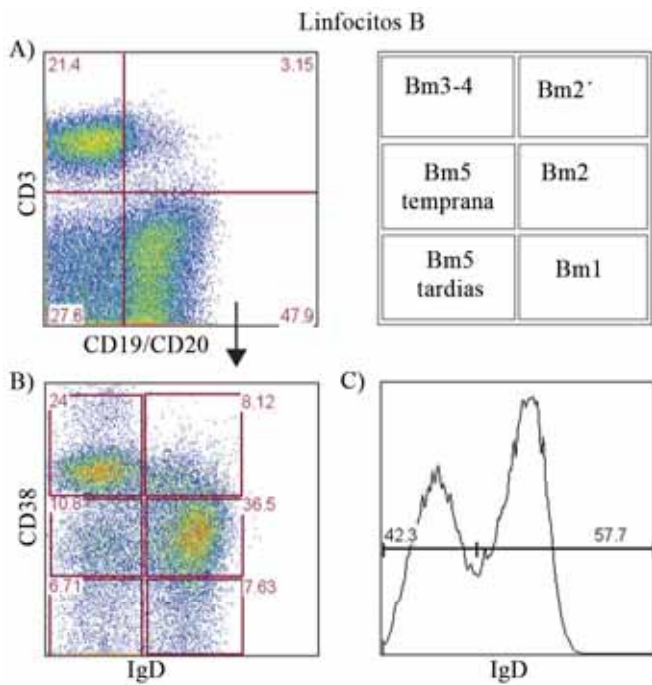 Linfocitos B
A)
21.4
3.15
CD3
27.6
47.9
CD19/CD20
Bm3-4
Bm2´
Bm5
temprana
Bm2
Bm5
tardias
Bm1
B)
24
8.12
10.8
36.5
6.71
7.63
CD38
IgD
C)
42.3
57.7
IgD